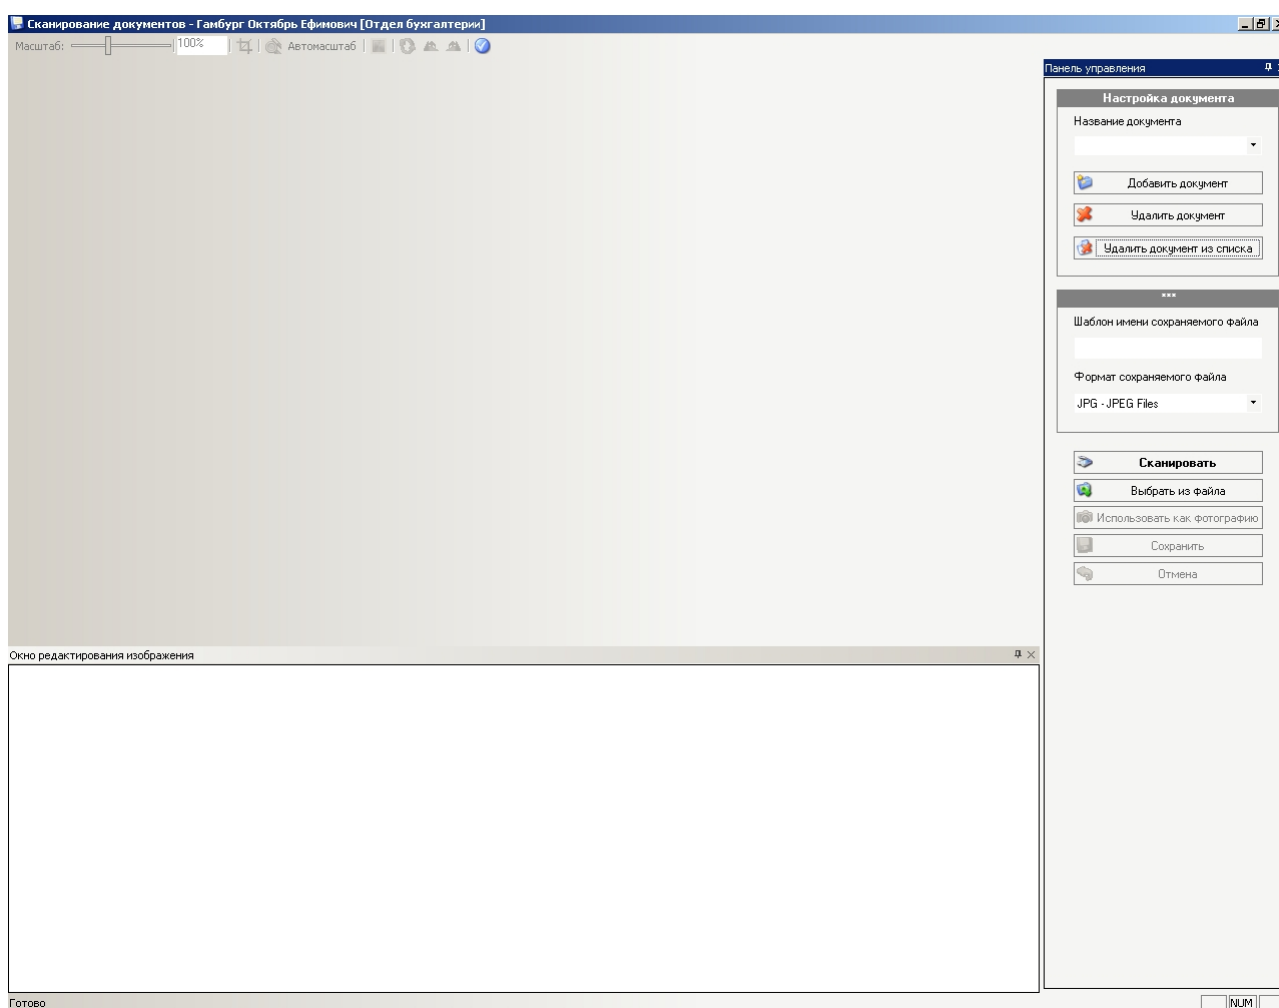 Сканирование документов - Гамбург Октябрь Ефимович [Отдел бухгалтерии]
Масштаб: 100% Автомасштаб
Панель управления
Настройка документа
Название документа
Добавить документ
Удалить документ
Удалить документ из списка
***
Шаблон имени сохраняемого файла
Формат сохраняемого файла
JPG - JPEG Files
Сканировать
Выбрать из файла
Использовать как фотографию
Сохранить
Отмена
Окно редактирования изображения
Готово
NUM